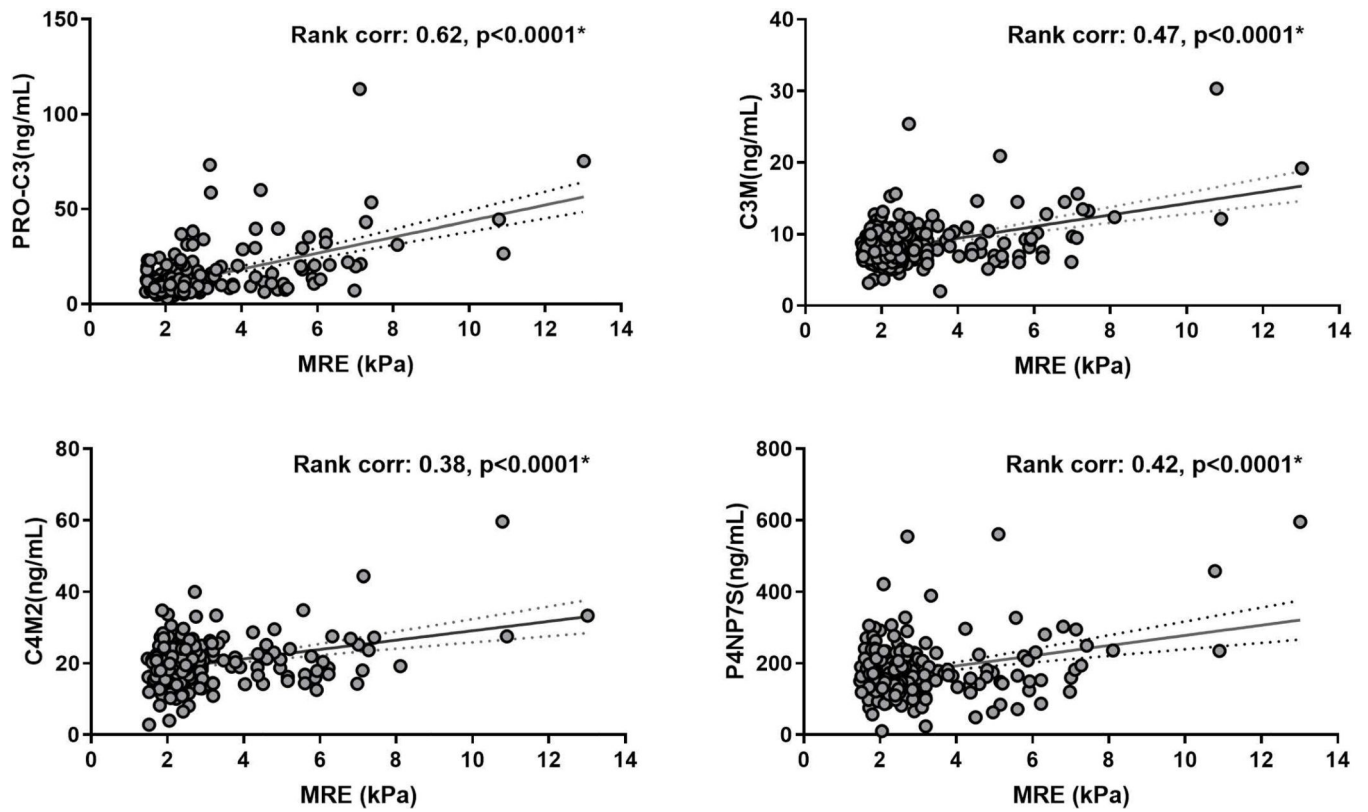 Rank corr: 0.62, p<0.0001*
PRO-C3(ng/mL)
150
100
50
0
0 2 4 6 8 10 12 14
MRE (kPa)
Rank corr: 0.47, p<0.0001*
C3M(ng/mL)
40
30
20
10
0
0 2 4 6 8 10 12 14
MRE (kPa)
Rank corr: 0.38, p<0.0001*
C4M2(ng/mL)
80
60
40
20
0
0 2 4 6 8 10 12 14
MRE (kPa)
Rank corr: 0.42, p<0.0001*
P4NP7S(ng/mL)
800
600
400
200
0
0 2 4 6 8 10 12 14
MRE (kPa)